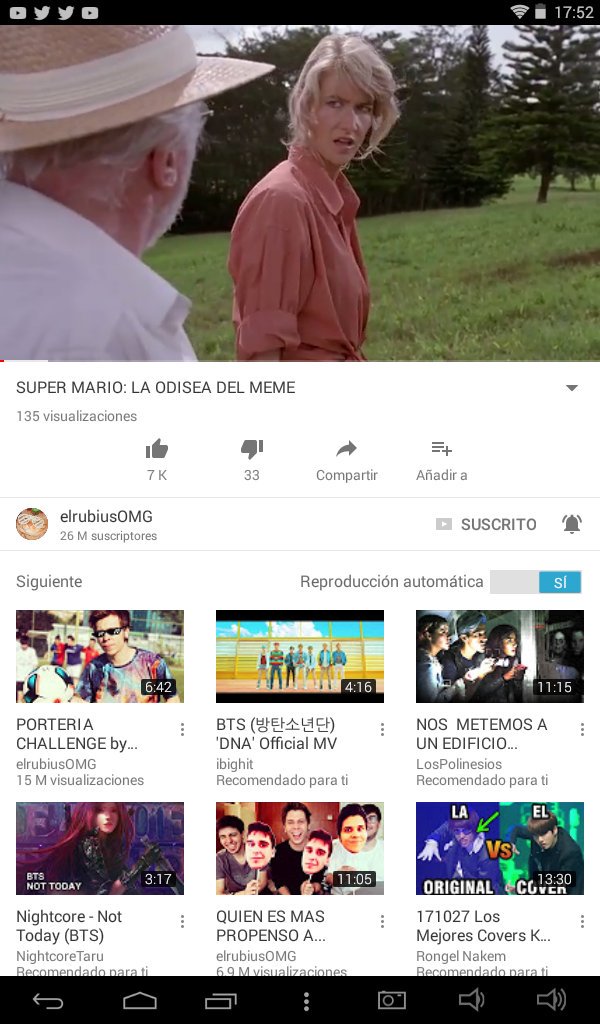 17:52
SUPER MARIO: LA ODISEA DEL MEME
135 visualizaciones
7 K
33
Compartir
Añadir a
elrubiusOMG
26 M suscriptores
SUSCRITO
Siguiente
Reproducción automática
SÍ
6:42
PORTERIA
CHALLENGE by...
elrubiusOMG
15 M visualizaciones
4:16
BTS (방탄소년단)
'DNA' Official MV
ibighit
Recomendado para ti
11:15
NOS METEMOS A
UN EDIFICIO...
LosPolinesios
Recomendado para ti
BTS
NOT TODAY
3:17
Nightcore - Not
Today (BTS)
NightcoreTaru
Recomendado para ti
11:05
QUIEN ES MAS
PROPENSO A...
elrubiusOMG
6,9 M visualizaciones
LA
EL
Vs
ORIGINAL
COVER
13:30
171027 Los
Mejores Covers K...
Rongel Nakem
Recomendado para ti